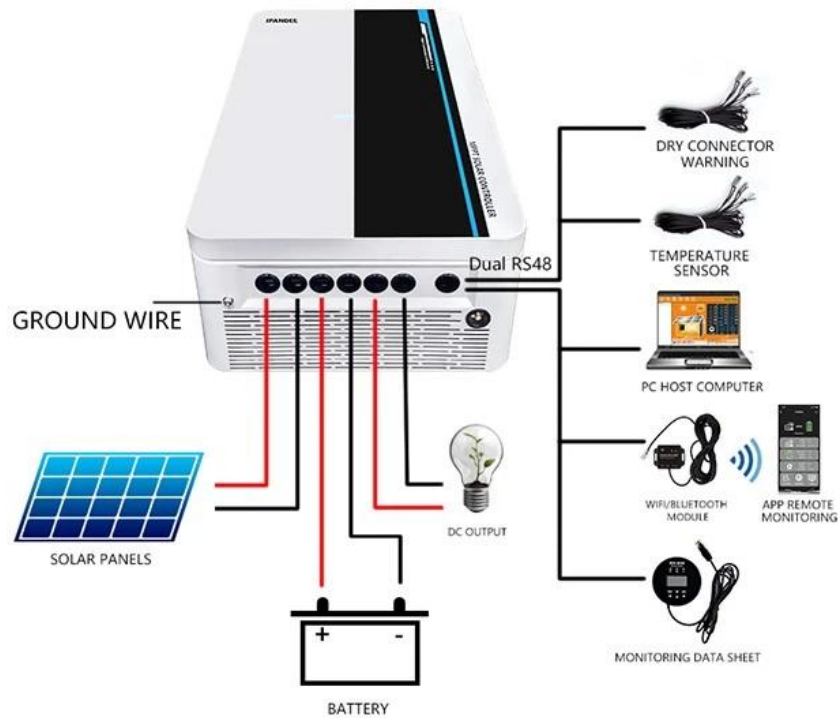 IPANDEE
MPPT SOLAR CONTROLLER
DRY CONNECTOR
WARNING
Dual RS48
TEMPERATURE
SENSOR
GROUND WIRE
PC HOST COMPUTER
WIFI/BLUETOOTH
MODULE
APP REMOTE
MONITORING
DC OUTPUT
SOLAR PANELS
+
-
MONITORING DATA SHEET
BATTERY